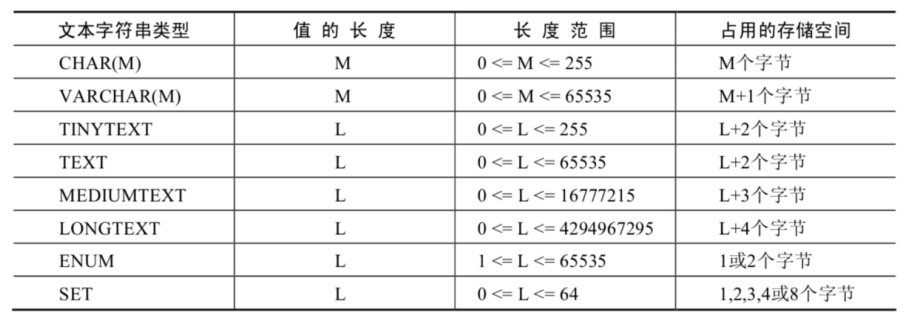 文本字符串类型 值的长度 长度范围 占用的存储空间
CHAR(M) M 0 <= M <= 255 M个字节
VARCHAR(M) M 0 <= M <= 65535 M+1个字节
TINYTEXT L 0 <= L <= 255 L+2个字节
TEXT L 0 <= L <= 65535 L+2个字节
MEDIUMTEXT L 0 <= L <= 16777215 L+3个字节
LONGTEXT L 0 <= L <= 4294967295 L+4个字节
ENUM L 1 <= L <= 65535 1或2个字节
SET L 0 <= L <= 64 1,2,3,4或8个字节